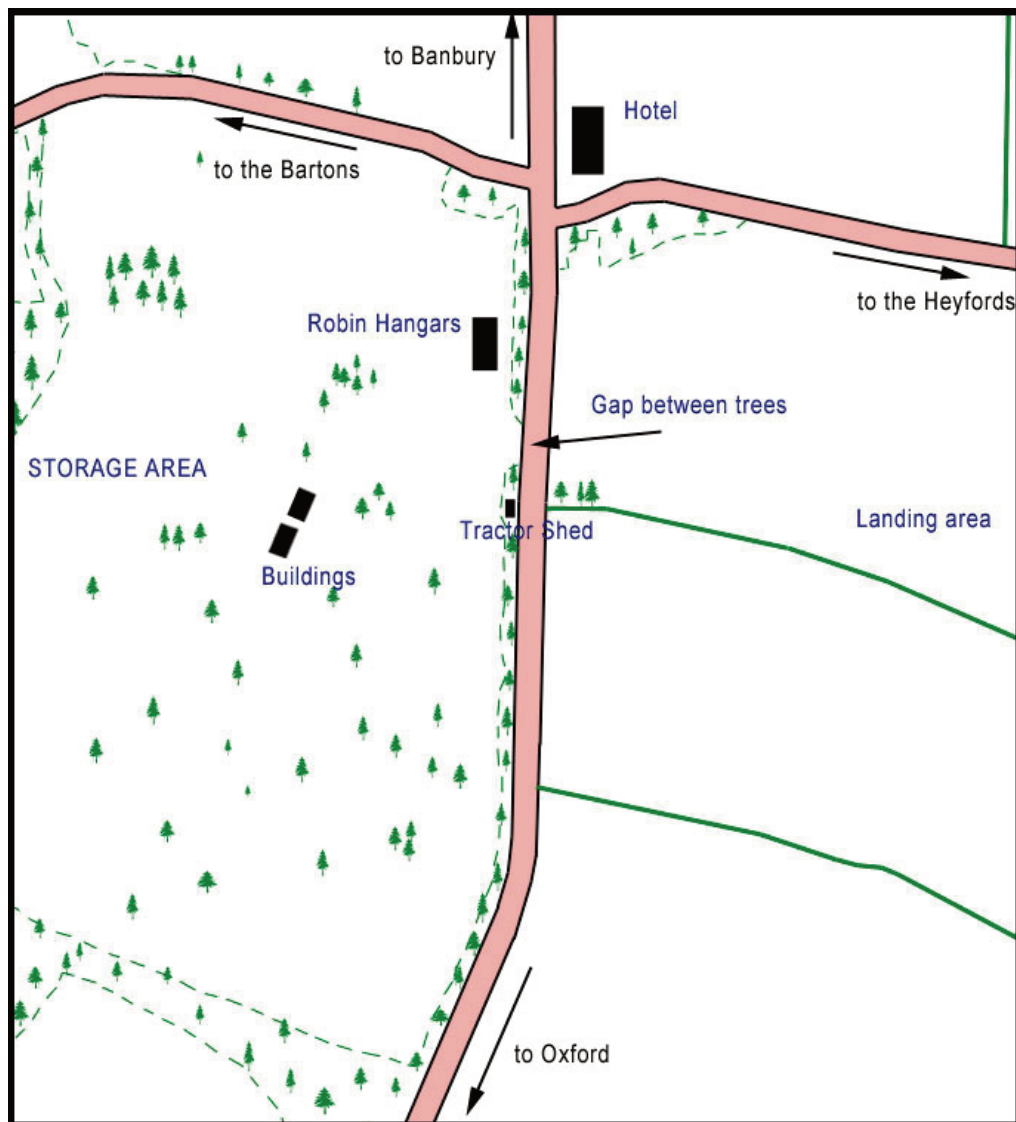 to Banbury
Hotel
to the Bartons
to the Heyfords
Robin Hangars
Gap between trees
STORAGE AREA
Landing area
Tractor Shed
Buildings
to Oxford